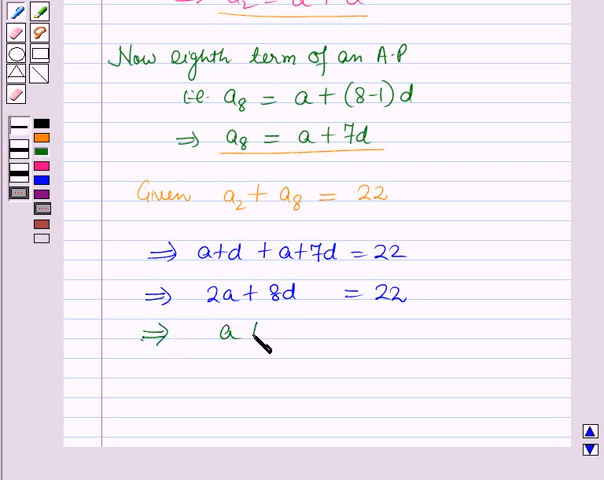 ⇒ a₂ = a + d
Now eighth term of an A.P
i.e. a₈ = a + (8-1)d
⇒ a₈ = a + 7d
Given a₂ + a₈ = 22
⇒ a+d + a+7d = 22
⇒ 2a + 8d = 22
⇒ a